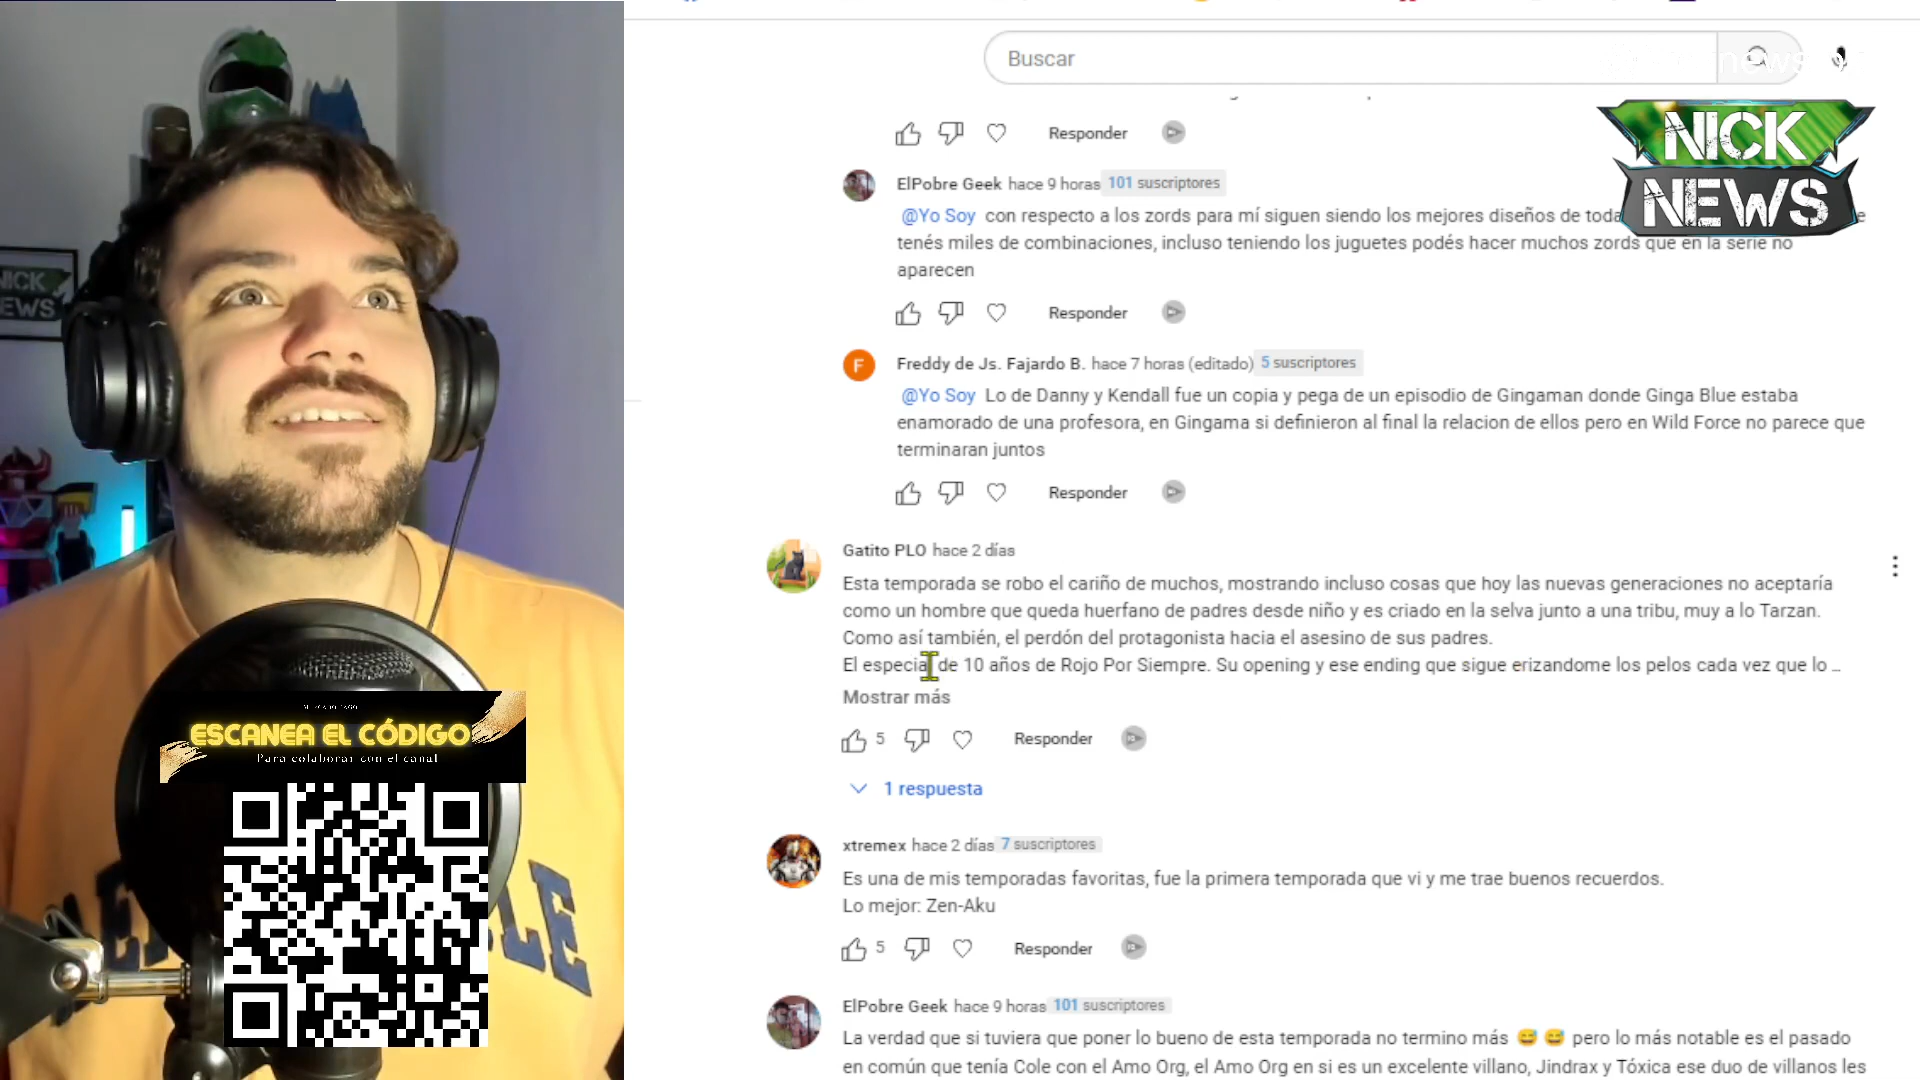 Buscar
NICK
NEWS
Responder
ElPobre Geek hace 9 horas 101 suscriptores
@Yo Soy con respecto a los zords para mí siguen siendo los mejores diseños de toda
tenés miles de combinaciones, incluso teniendo los juguetes podés hacer muchos zords que en la serie no
aparecen
Responder
Freddy de Js. Fajardo B. hace 7 horas (editado) 5 suscriptores
@Yo Soy Lo de Danny y Kendall fue un copia y pega de un episodio de Gingaman donde Ginga Blue estaba
enamorado de una profesora, en Gingama si definieron al final la relacion de ellos pero en Wild Force no parece que
terminaran juntos
Responder
Gatito PLO hace 2 días
Esta temporada se robo el cariño de muchos, mostrando incluso cosas que hoy las nuevas generaciones no aceptaría
como un hombre que queda huerfano de padres desde niño y es criado en la selva junto a una tribu, muy a lo Tarzan.
Como así también, el perdón del protagonista hacia el asesino de sus padres.
El especial de 10 años de Rojo Por Siempre. Su opening y ese ending que sigue erizandome los pelos cada vez que lo ...
Mostrar más
5 Responder
1 respuesta
xtremex hace 2 días 7 suscriptores
Es una de mis temporadas favoritas, fue la primera temporada que vi y me trae buenos recuerdos.
Lo mejor: Zen-Aku
5 Responder
ElPobre Geek hace 9 horas 101 suscriptores
La verdad que si tuviera que poner lo bueno de esta temporada no termino más 😅 😅 pero lo más notable es el pasado
en común que tenía Cole con el Amo Org, el Amo Org en si es un excelente villano, Jindrax y Tóxica ese duo de villanos les
NICK
EWS
ESCANEA EL CÓDIGO
Para colaborar con el canal